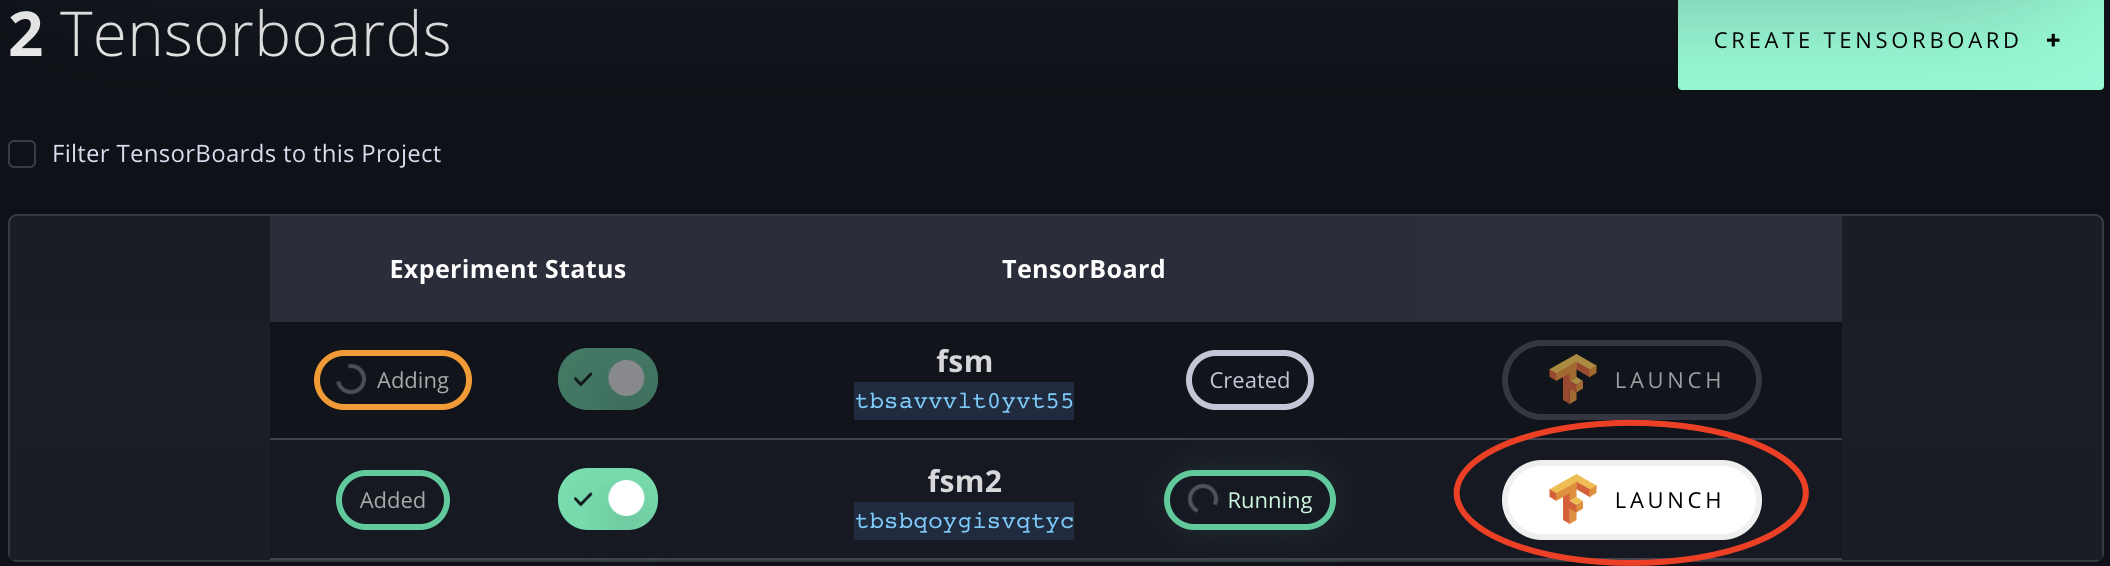 2 Tensorboards
CREATE TENSORBOARD +
Filter TensorBoards to this Project
Experiment Status TensorBoard
Adding fsm Created LAUNCH
tbsavvvlt0yvt55
Added fsm2 Running LAUNCH
tbsbqoygisvqtyc